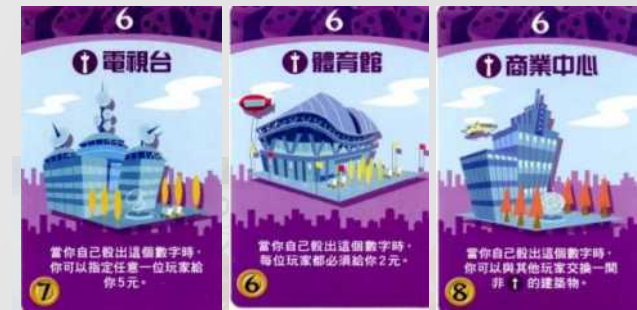 6
電視台
當你自己骰出這個數字時，
你可以指定任意一位玩家給
你5元。
7
6
體育館
當你自己骰出這個數字時，
每位玩家都必須給你2元。
6
6
商業中心
當你自己骰出這個數字時，
你可以與其他玩家交換一間
非 的建築物。
8